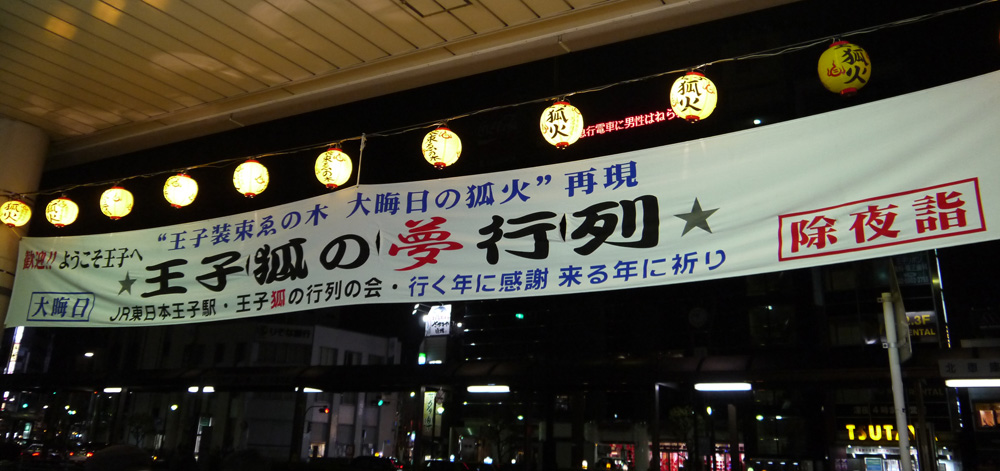 狐火
狐火
狐火
狐火
急行電車に男性はねら
"王子装束ゑの木 大晦日の狐火" 再現
歓迎!! ようこそ王子へ
★王子狐の夢行列★
除夜詣
大晦日
JR東日本王子駅・王子狐の行列の会・行く年に感謝 来る年に祈り
TSUTAY